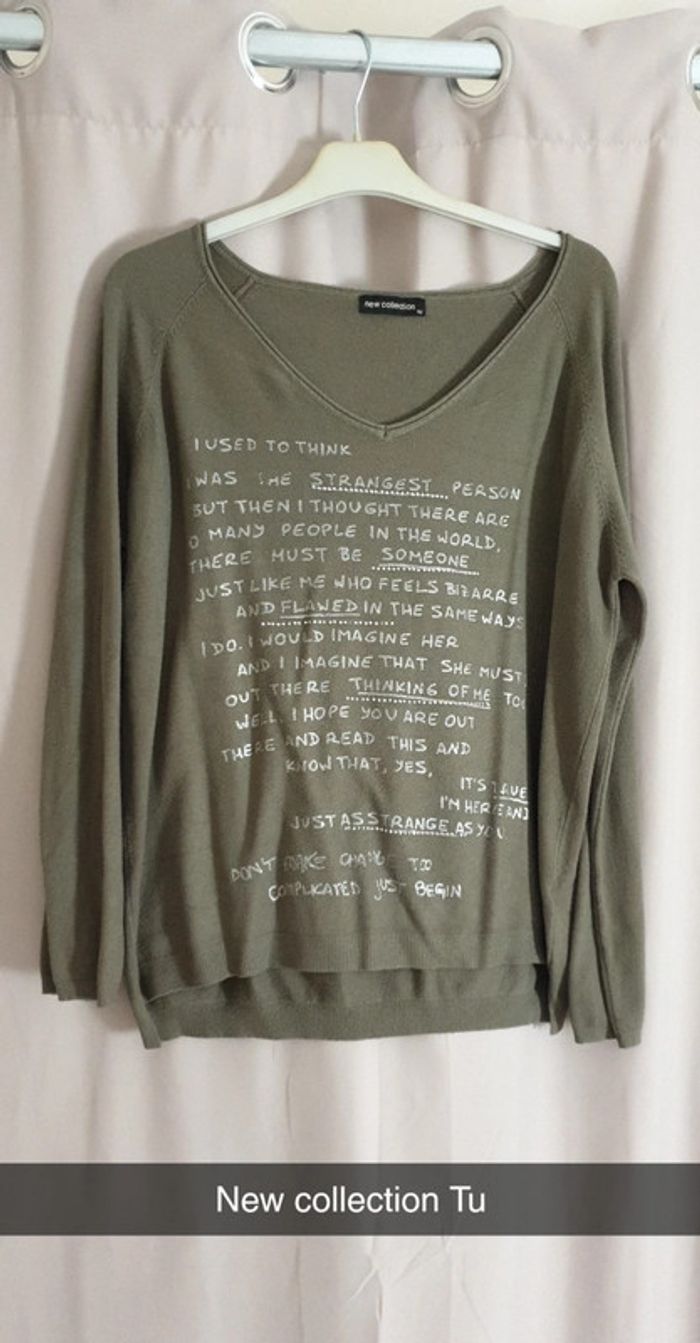 new collection Tu
I USED TO THINK
I WAS THE STRANGEST PERSON
BUT THEN I THOUGHT THERE ARE
O MANY PEOPLE IN THE WORLD,
THERE MUST BE SOMEONE
JUST LIKE ME WHO FEELS BIZARRE
AND FLAWED IN THE SAME WAYS
I DO. I WOULD IMAGINE HER
AND I IMAGINE THAT SHE MUST
OUT THERE THINKING OF ME TOO
WELL, I HOPE YOU ARE OUT
THERE AND READ THIS AND
KNOW THAT, YES,
IT'S
I'M HERE AND
JUST AS STRANGE AS YOU
DON'T MAKE CHANGE TOO
COMPLICATED JUST BEGIN
New collection Tu